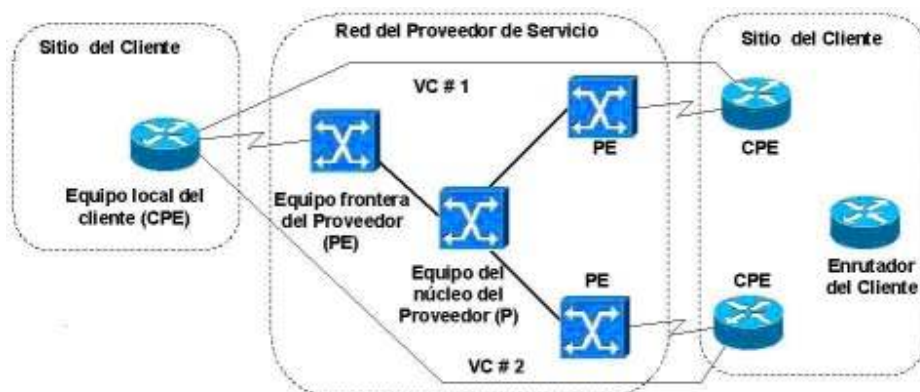 Sitio del Cliente
Red del Proveedor de Servicio
Sitio del Cliente
VC # 1
PE
CPE
Equipo local del
cliente (CPE)
Equipo frontera
del Proveedor
(PE)
Equipo del
núcleo del
Proveedor (P)
PE
CPE
Enrutador
del Cliente
VC # 2